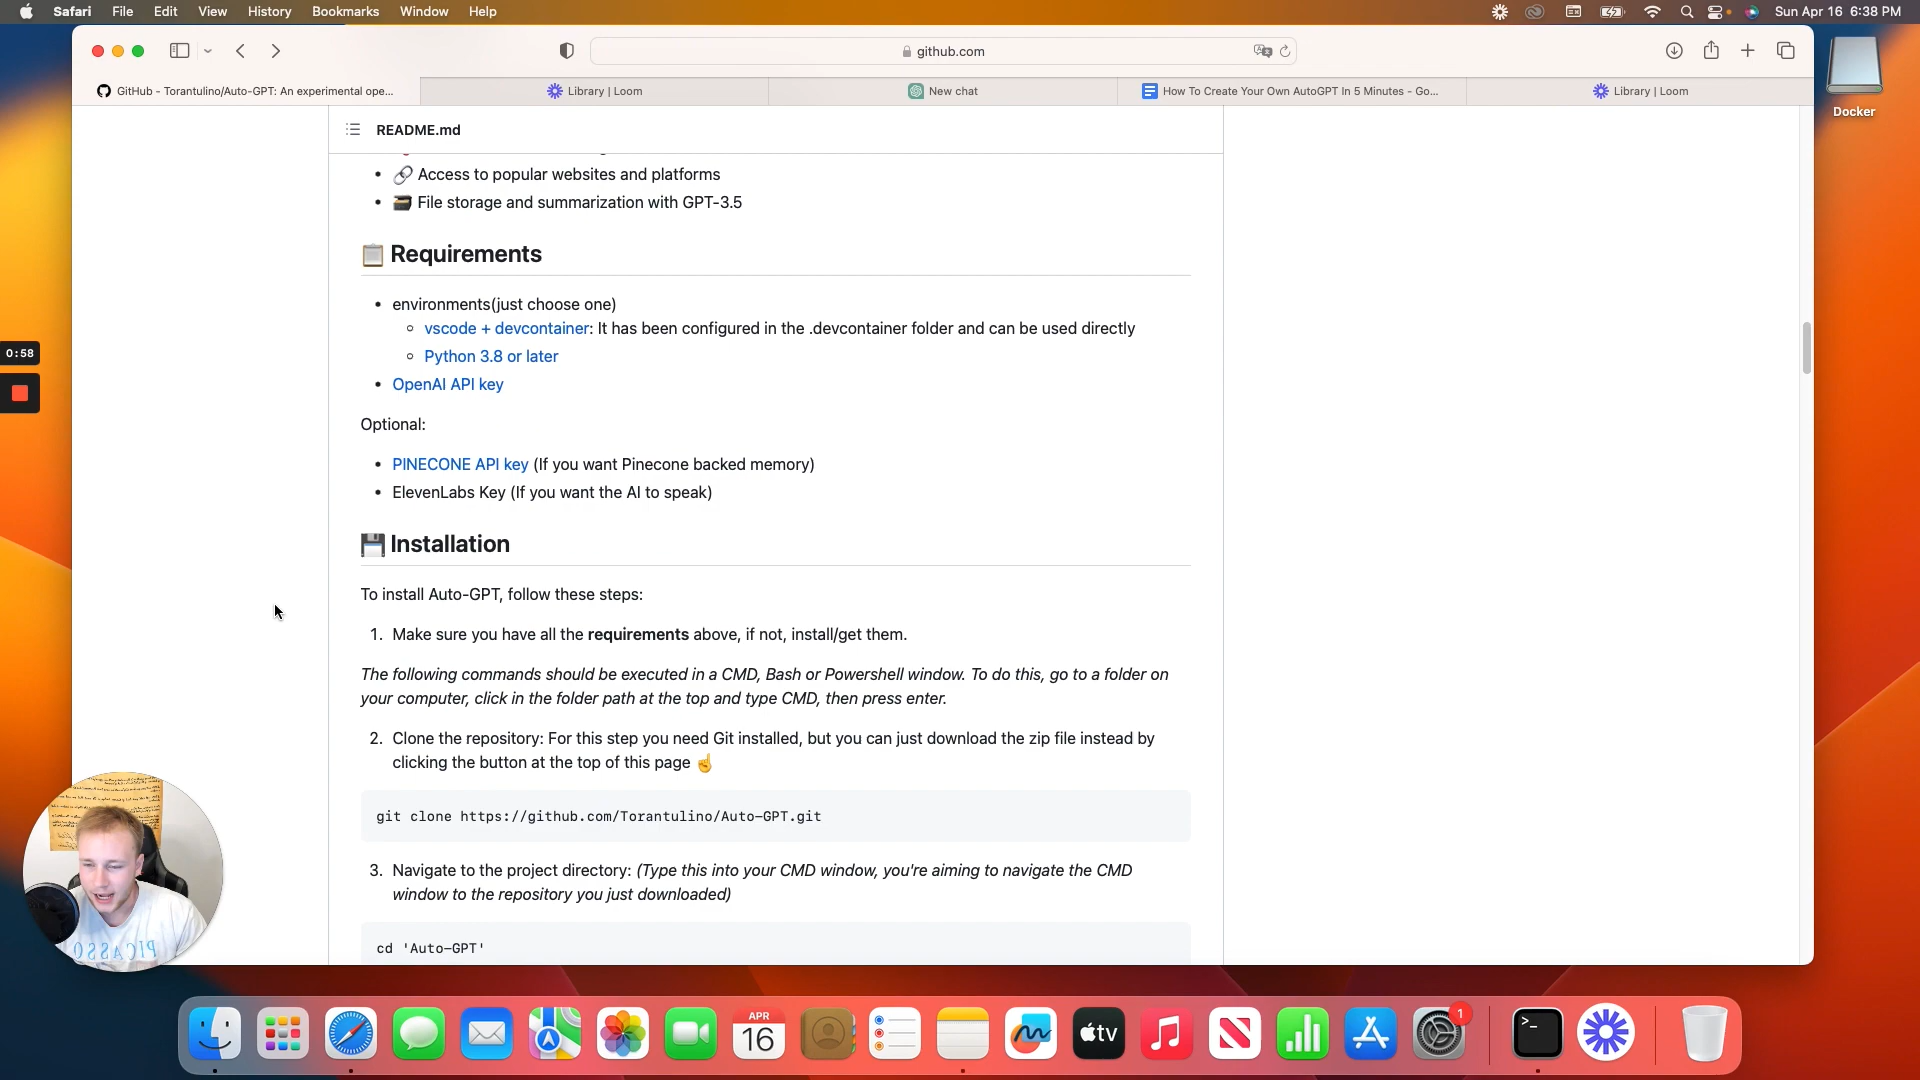 Safari File Edit View History Bookmarks Window Help
Sun Apr 16 6:38 PM
github.com
GitHub - Torantulino/Auto-GPT: An experimental ope...
Library | Loom
New chat
How To Create Your Own AutoGPT In 5 Minutes - Go...
Library | Loom
Docker
README.md
Access to popular websites and platforms
File storage and summarization with GPT-3.5
Requirements
environments(just choose one)
vscode + devcontainer: It has been configured in the .devcontainer folder and can be used directly
Python 3.8 or later
OpenAI API key
Optional:
PINECONE API key (If you want Pinecone backed memory)
ElevenLabs Key (If you want the AI to speak)
Installation
To install Auto-GPT, follow these steps:
1. Make sure you have all the requirements above, if not, install/get them.
The following commands should be executed in a CMD, Bash or Powershell window. To do this, go to a folder on
your computer, click in the folder path at the top and type CMD, then press enter.
2. Clone the repository: For this step you need Git installed, but you can just download the zip file instead by
clicking the button at the top of this page ☝️
git clone https://github.com/Torantulino/Auto-GPT.git
3. Navigate to the project directory: (Type this into your CMD window, you're aiming to navigate the CMD
window to the repository you just downloaded)
cd 'Auto-GPT'
0:58
PICASSO
APR
16
tv
1
>_